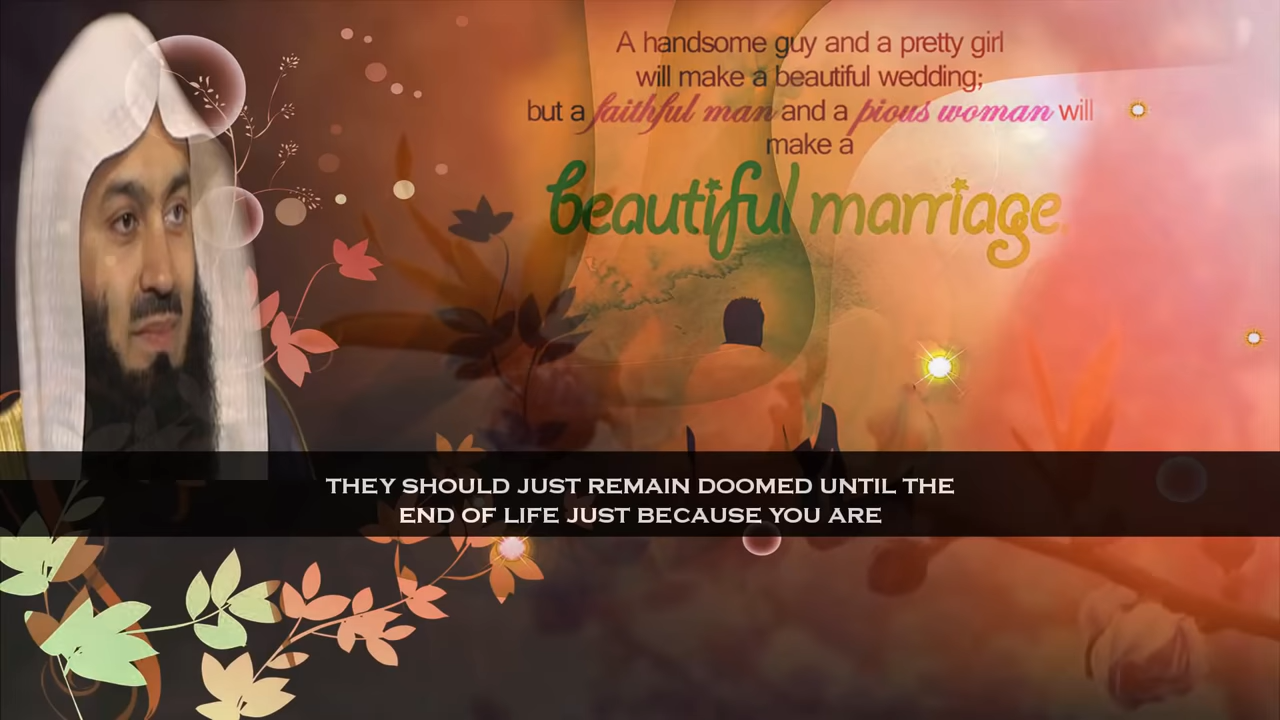 A handsome guy and a pretty girl
will make a beautiful wedding;
but a faithful man and a pious woman will
make a
beautiful marriage.
THEY SHOULD JUST REMAIN DOOMED UNTIL THE
END OF LIFE JUST BECAUSE YOU ARE